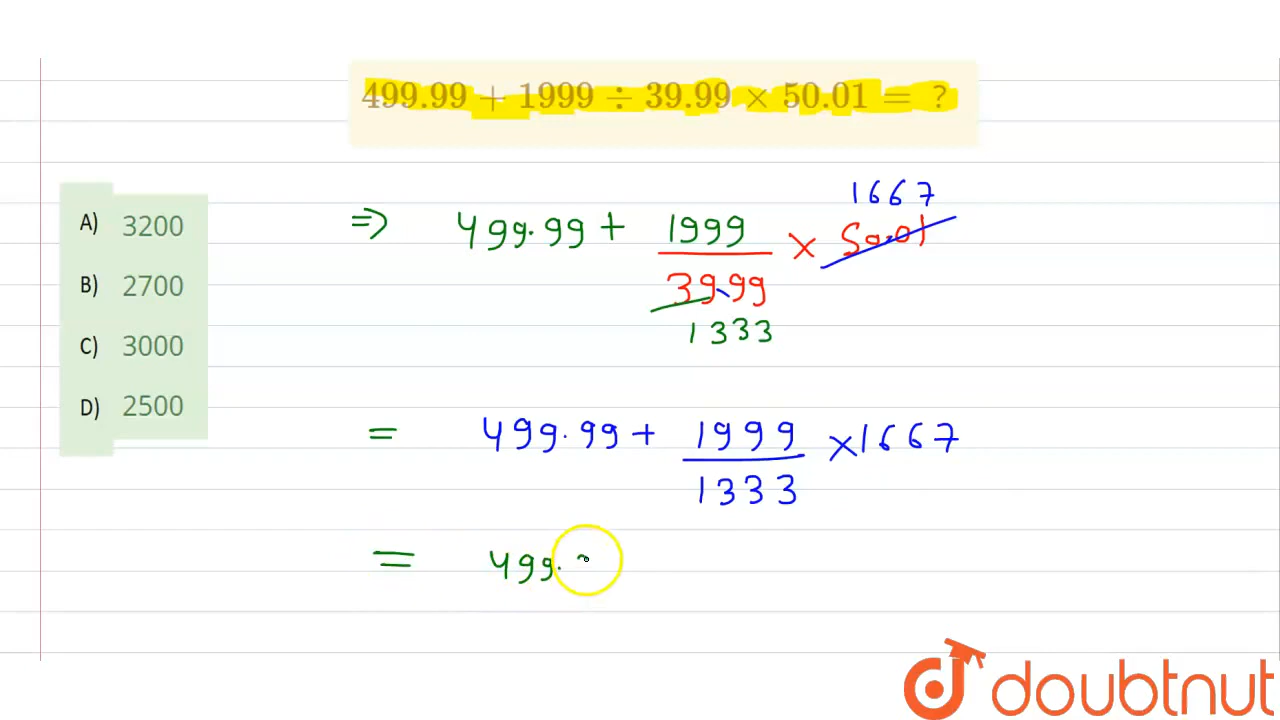 499.99 + 1999 ÷ 39.99 × 50.01 = ?
A) 3200
B) 2700
C) 3000
D) 2500
1667
⇒ 499.99 + 1999/39.99 × 50.01
1333
= 499.99 + 1999/1333 × 1667
= 499.
doubtnut